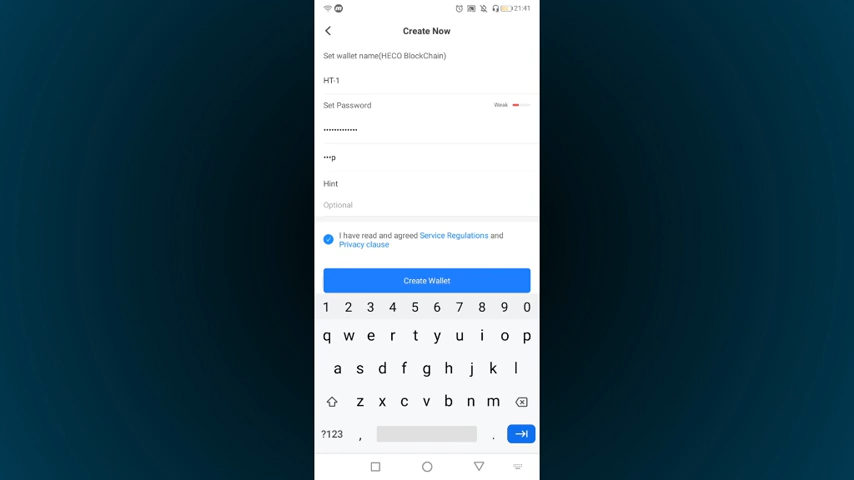 21:41
Create Now
Set wallet name(HECO BlockChain)
HT-1
Set Password Weak
•••••••••••••
•••p
Hint
Optional
I have read and agreed Service Regulations and
Privacy clause
Create Wallet
1 2 3 4 5 6 7 8 9 0
q w e r t y u i o p
a s d f g h j k l
z x c v b n m
?123 , .